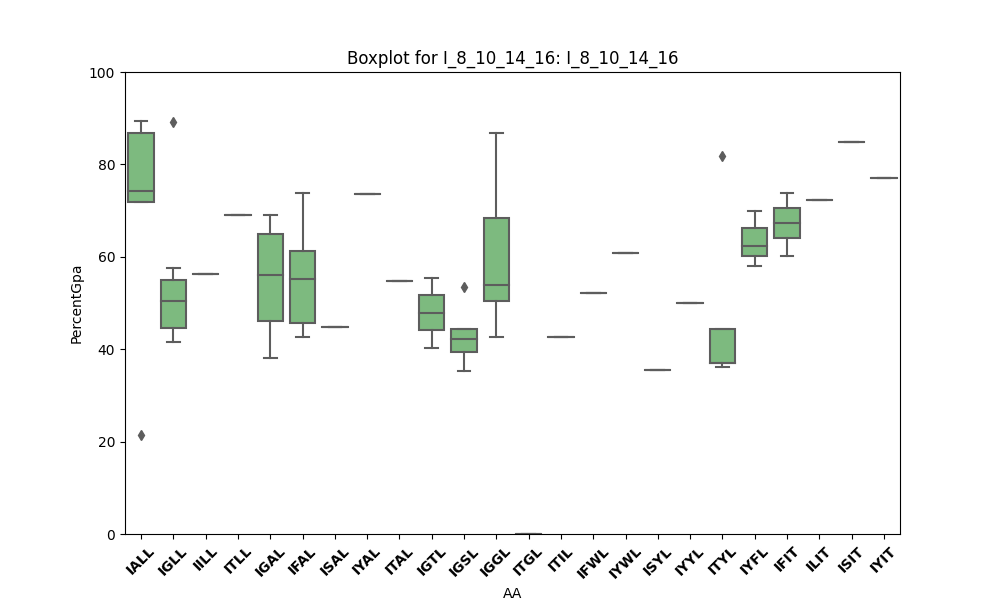 Boxplot for I_8_10_14_16: I_8_10_14_16
PercentGpa
100
80
60
40
20
0
IALL IGLL IILL ITLL IGAL IFAL ISAL IYAL ITAL IGTL IGSL IGGL ITGL ITIL IFWL IYWL ISYL IYYL ITYL IYFL IFIT ILIT ISIT IYIT
AA